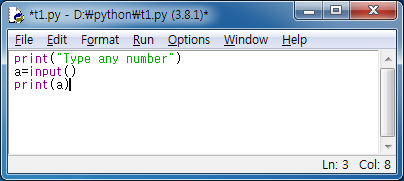 *t1.py - D:₩python₩t1.py (3.8.1)*
File Edit Format Run Options Window Help
print("Type any number")
a=input()
print(a)
Ln: 3 Col: 8